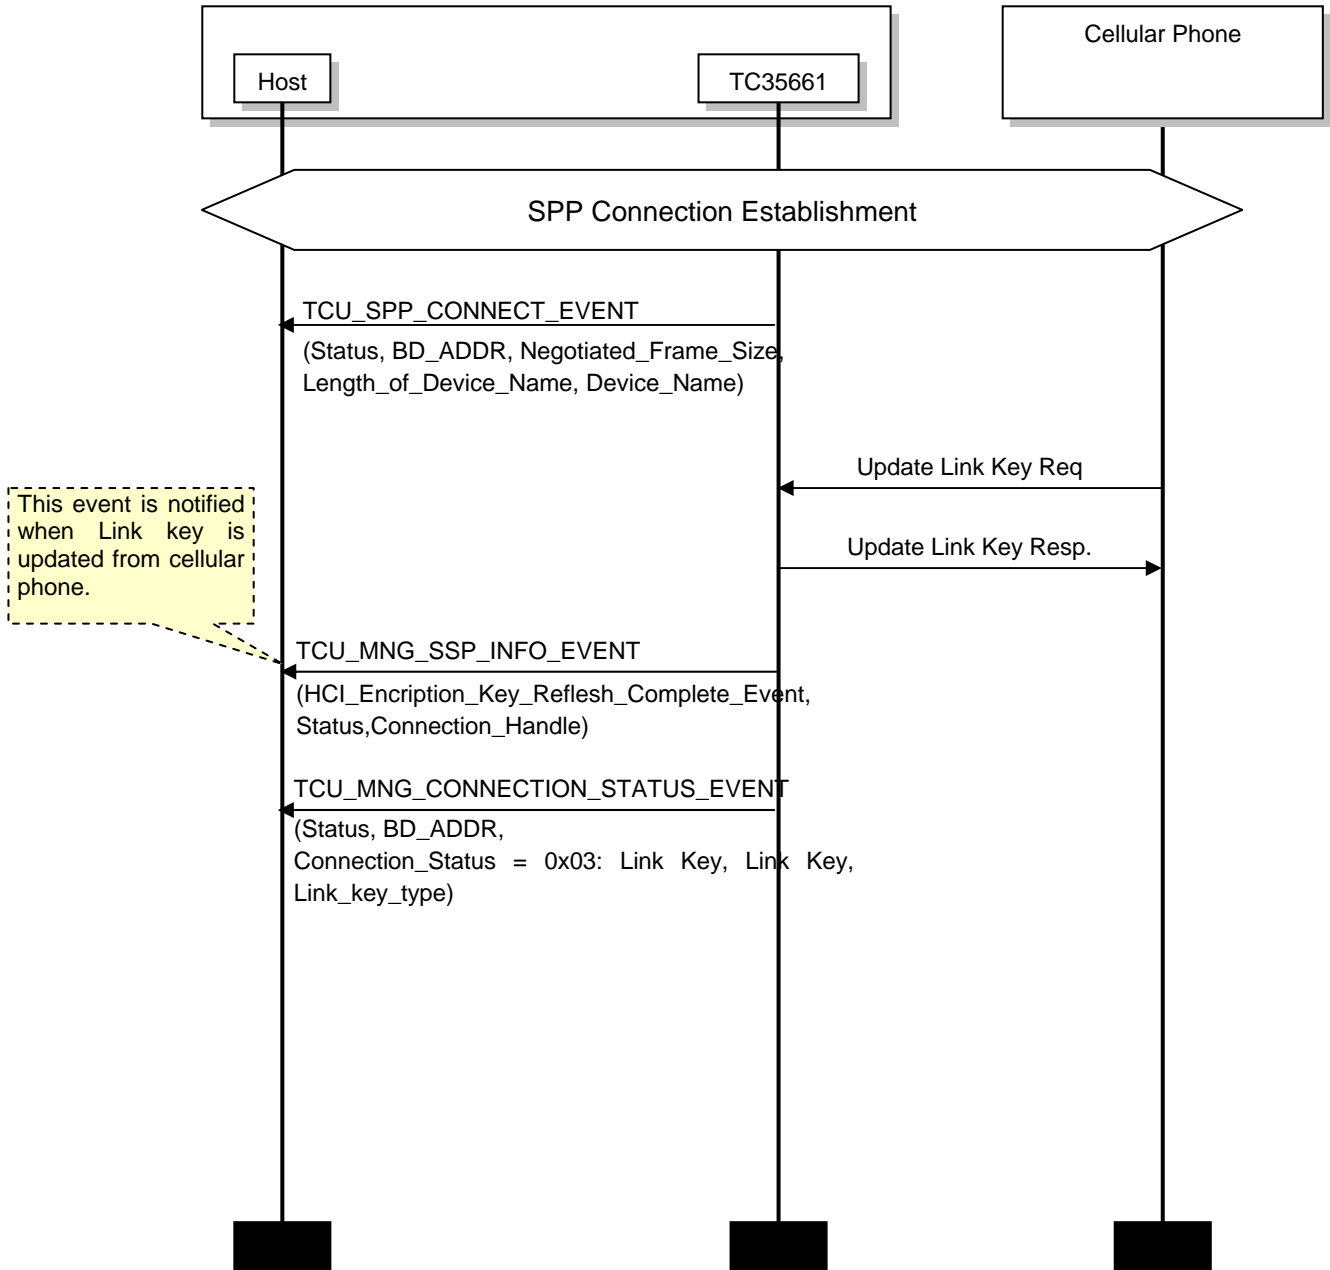 Cellular Phone
Host
TC35661
SPP Connection Establishment
TCU_SPP_CONNECT_EVENT
(Status, BD_ADDR, Negotiated_Frame_Size,
Length_of_Device_Name, Device_Name)
Update Link Key Req
This event is notified
when Link key is
updated from cellular
phone.
Update Link Key Resp.
TCU_MNG_SSP_INFO_EVENT
(HCI_Encription_Key_Reflesh_Complete_Event,
Status,Connection_Handle)
TCU_MNG_CONNECTION_STATUS_EVENT
(Status, BD_ADDR,
Connection_Status = 0x03: Link Key, Link Key,
Link_key_type)